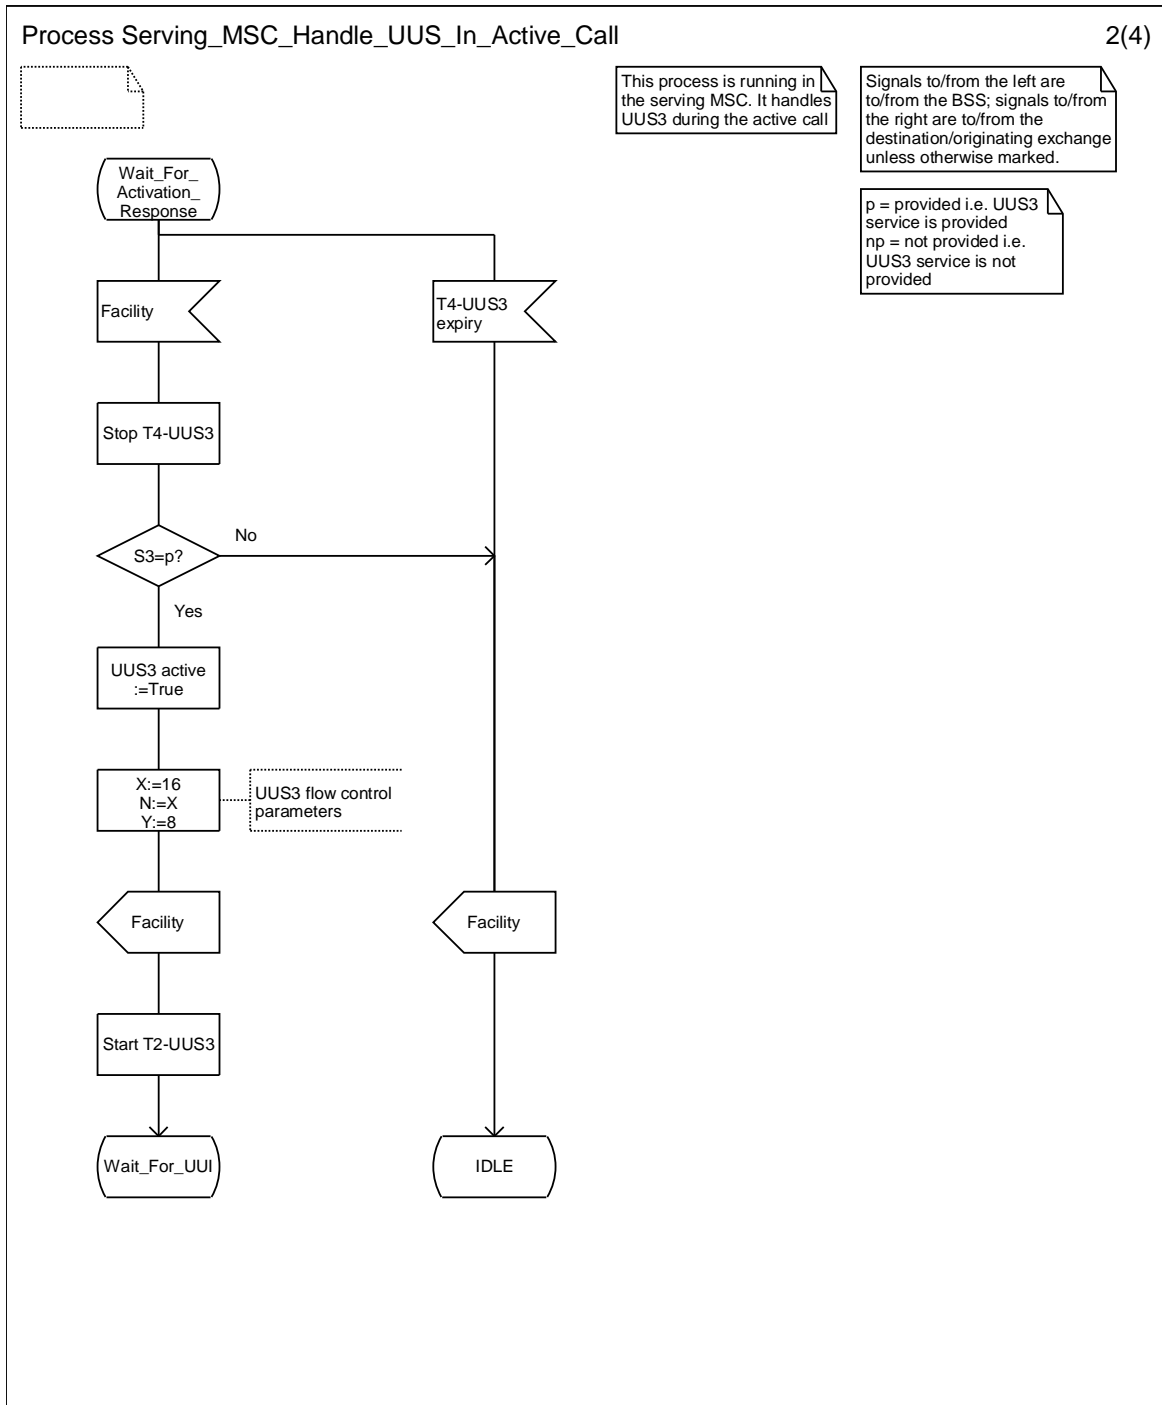 Process Serving_MSC_Handle_UUS_In_Active_Call
2(4)
This process is running in
the serving MSC. It handles
UUS3 during the active call
Signals to/from the left are
to/from the BSS; signals to/from
the right are to/from the
destination/originating exchange
unless otherwise marked.
p = provided i.e. UUS3
service is provided
np = not provided i.e.
UUS3 service is not
provided
Wait_For_
Activation_
Response
Facility
T4-UUS3
expiry
Stop T4-UUS3
S3=p?
No
Yes
UUS3 active
:=True
X:=16
N:=X
Y:=8
UUS3 flow control
parameters
Facility
Facility
Start T2-UUS3
Wait_For_UUI
IDLE